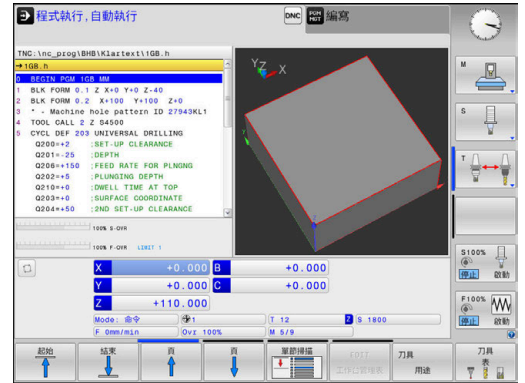 程式執行,自動執行
DNC
PGM
MGT
編寫
TNC:\nc_prog\BHB\Klartext\1GB.h
→1GB.h
0 BEGIN PGM 1GB MM
1 BLK FORM 0.1 Z X+0 Y+0 Z-40
2 BLK FORM 0.2 X+100 Y+100 Z+0
3 * - Machine hole pattern ID 27943KL1
4 TOOL CALL 2 Z S4500
5 CYCL DEF 203 UNIVERSAL DRILLING
Q200=+2 ;SET-UP CLEARANCE
Q201=-25 ;DEPTH
Q206=+150 ;FEED RATE FOR PLNGNG
Q202=+5 ;PLUNGING DEPTH
Q210=+0 ;DWELL TIME AT TOP
Q203=+0 ;SURFACE COORDINATE
Q204=+50 ;2ND SET-UP CLEARANCE
Y Z X
M
S
T
100% S-OVR
100% F-OVR LIMIT 1
X +0.000 B +0.000
Y +0.000 C +0.000
Z +110.000
Mode: 命令 1 T 12 Z S 1800
F 0mm/min Ovr 100% M 5/9
S100%
停止 啟動
F100%
停止 啟動
起始
結束
頁
頁
單節掃描
EDIT
刀具
用途
刀具
表